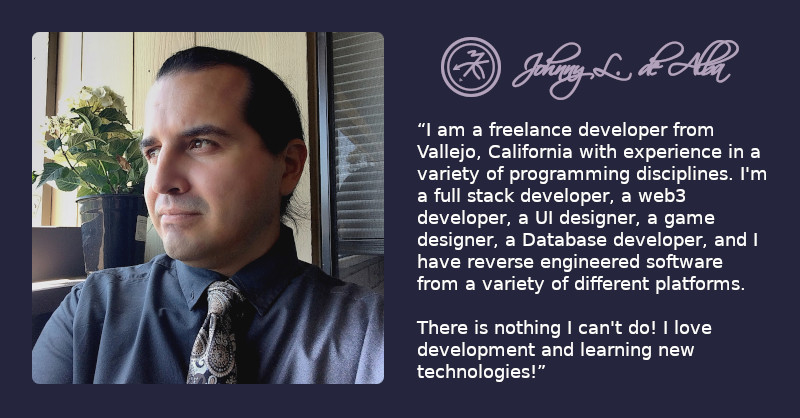 Johnny L. de Alba
“I am a freelance developer from
Vallejo, California with experience in a
variety of programming disciplines. I'm
a full stack developer, a web3
developer, a UI designer, a game
designer, a Database developer, and I
have reverse engineered software
from a variety of different platforms.
There is nothing I can't do! I love
development and learning new
technologies!”